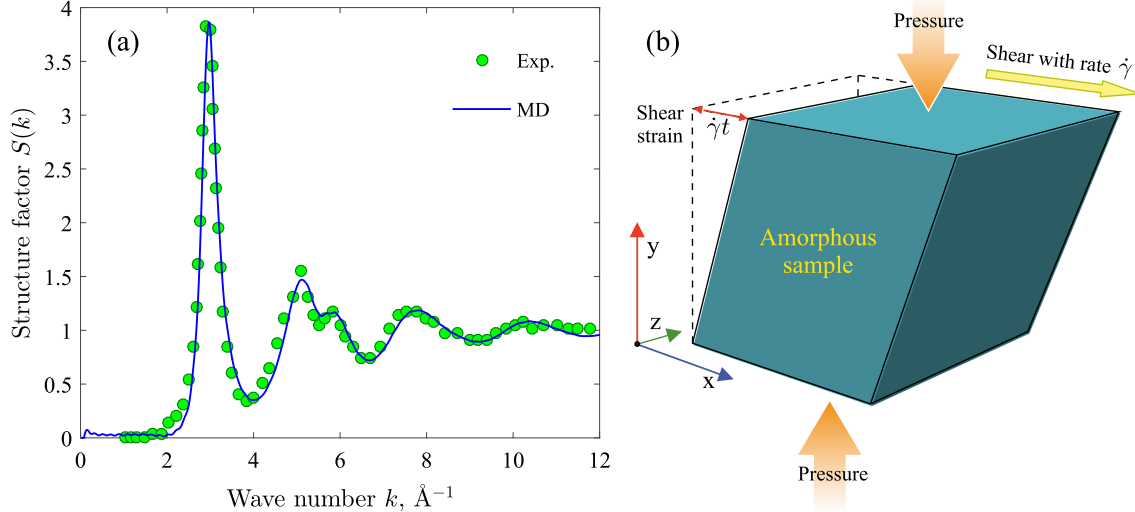 (a)
Exp.
MD
Structure factor S(k)
4
3.5
3
2.5
2
1.5
1
0.5
0
0 2 4 6 8 10 12
Wave number k, Å⁻¹
(b)
Pressure
Shear with rate γ̇
Shear
strain
γ̇t
Amorphous
sample
y
z
x
Pressure